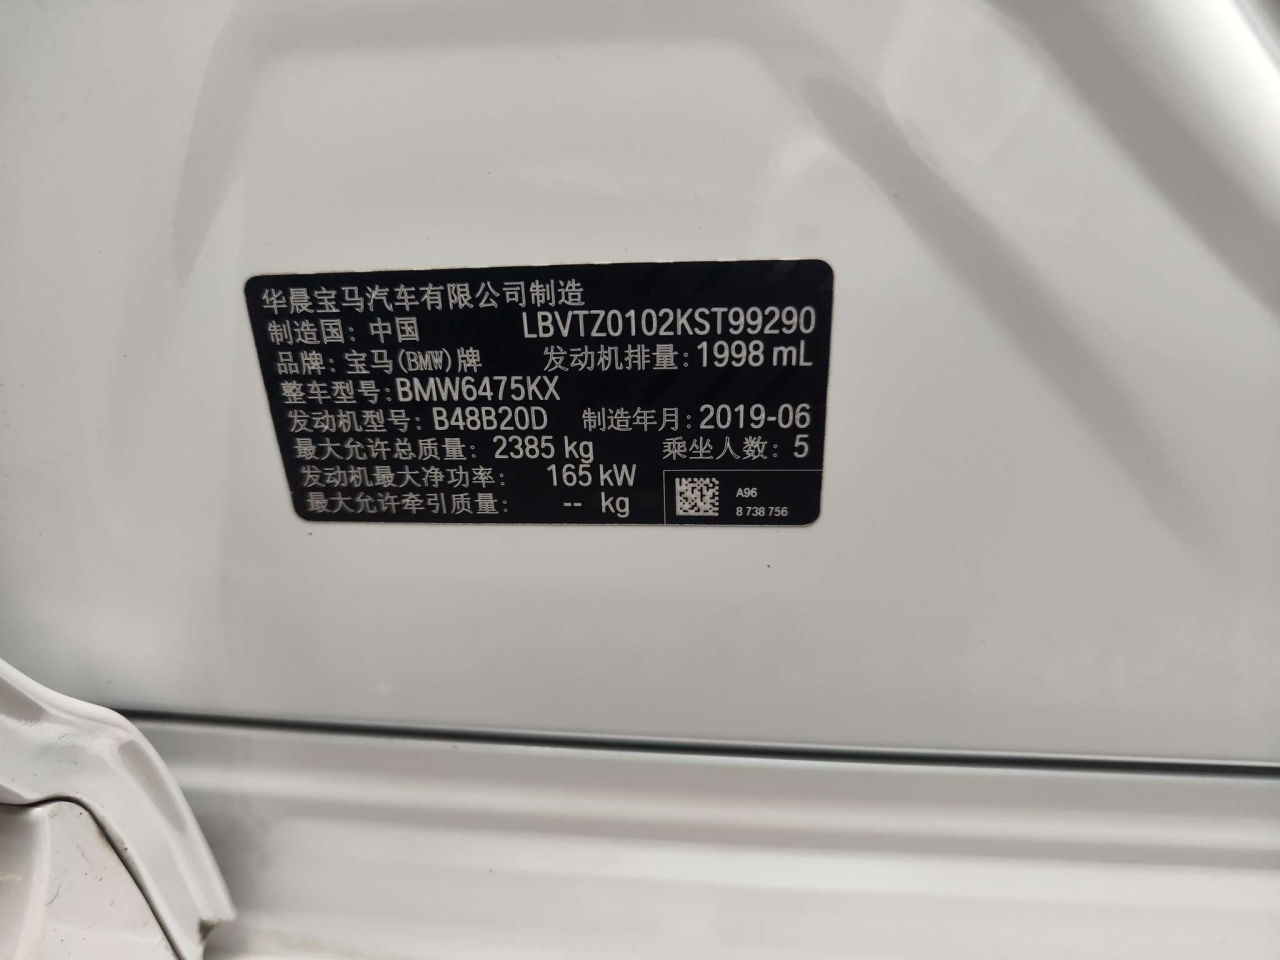 华晨宝马汽车有限公司制造
制造国: 中国 LBVTZ0102KST99290
品牌: 宝马(BMW)牌 发动机排量: 1998 mL
整车型号: BMW6475KX
发动机型号: B48B20D 制造年月: 2019-06
最大允许总质量: 2385 kg 乘坐人数: 5
发动机最大净功率: 165 kW
最大允许牵引质量: -- kg
A96
8 738 756